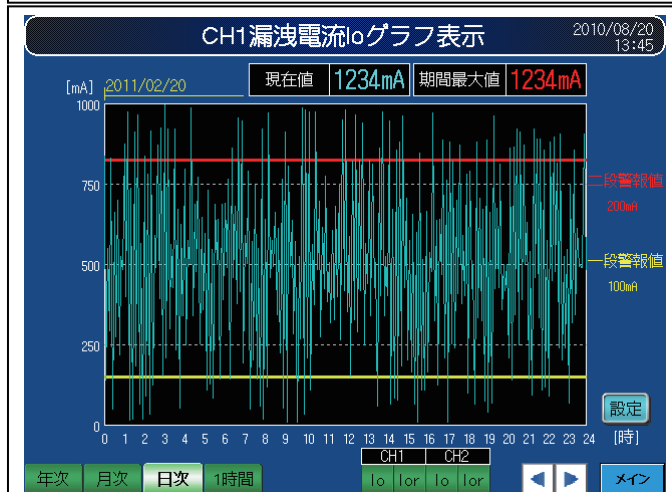 CH1漏洩電流Ioグラフ表示
2010/08/20
13:45
[mA] 2011/02/20
現在値 1234mA 期間最大値 1234mA
1000
750
500
250
0
二段警報値
200mA
一段警報値
100mA
設定
0 1 2 3 4 5 6 7 8 9 10 11 12 13 14 15 16 17 18 19 20 21 22 23 24 [時]
CH1 CH2
年次 月次 日次 1時間 Io Ior Io Ior ◀ ▶ メイン